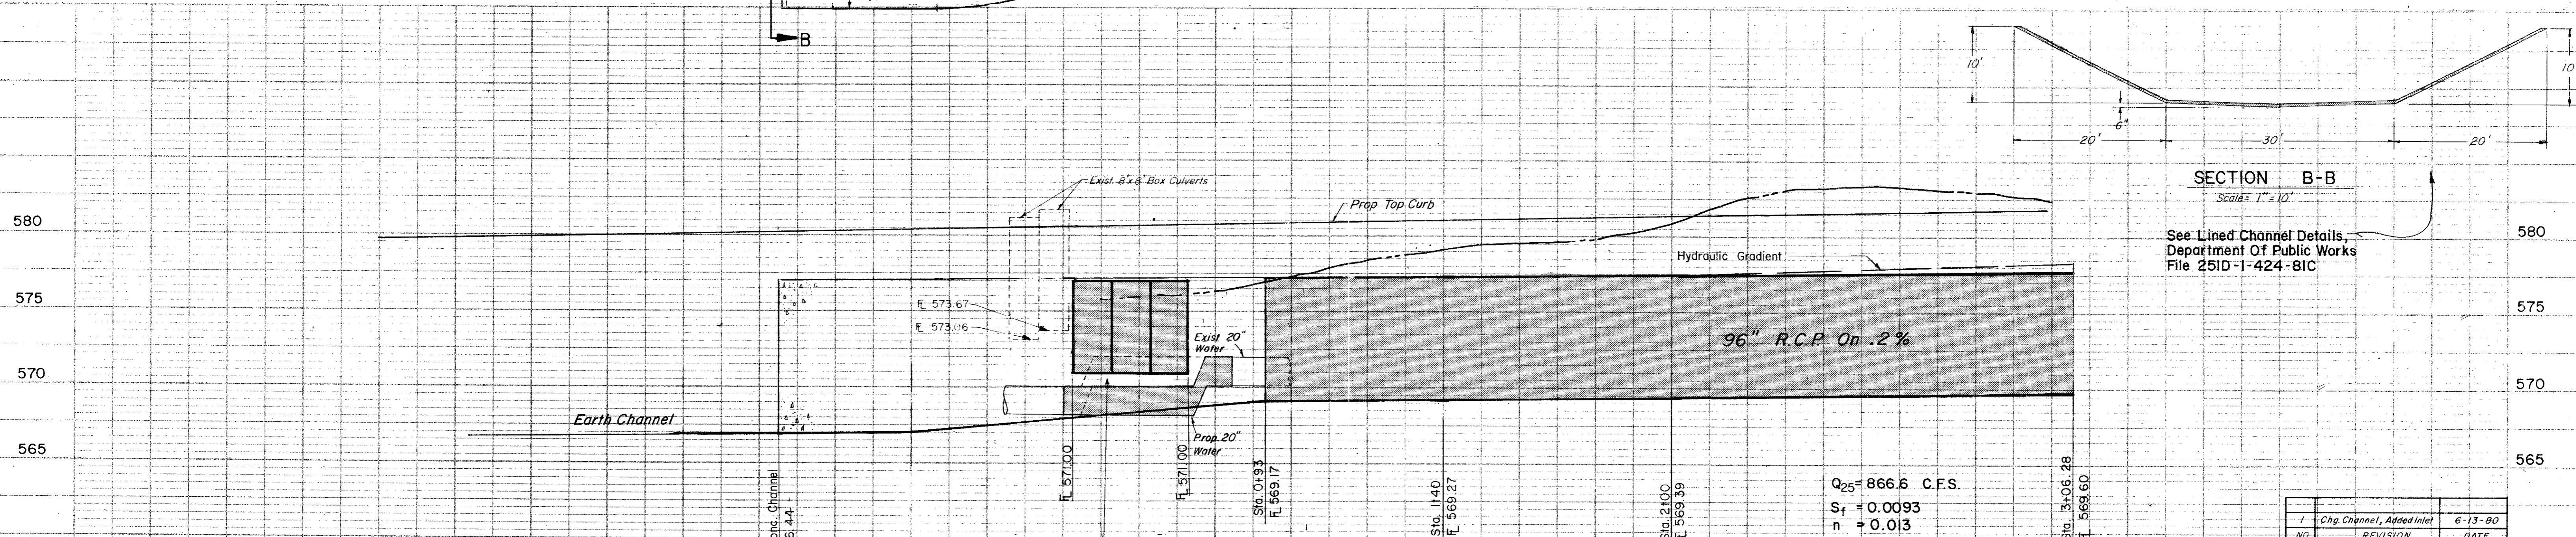 B
10'
10
6"
20'
30'
20'
SECTION B-B
Scale= 1"=10'
See Lined Channel Details,
Department Of Public Works
File 251D-1-424-81C
Exist. 8'x8' Box Culverts
Prop Top Curb
580
580
Hydraulic Gradient
575
575
FL 573.67
FL 573.06
Exist 20"
Water
96" R.C.P. On .2%
570
570
Earth Channel
Prop. 20"
Water
565
565
FL 571.00
FL 571.00
Sta. 0+93
FL 569.17
Sta. 1+40
FL 569.27
Sta. 2+00
FL 569.39
Sta. 3+06.28
FL 569.60
Q25= 866.6 C.F.S.
Sf = 0.0093
n = 0.013
1 Chg. Channel, Added inlet 6-13-80
NO. REVISION DATE